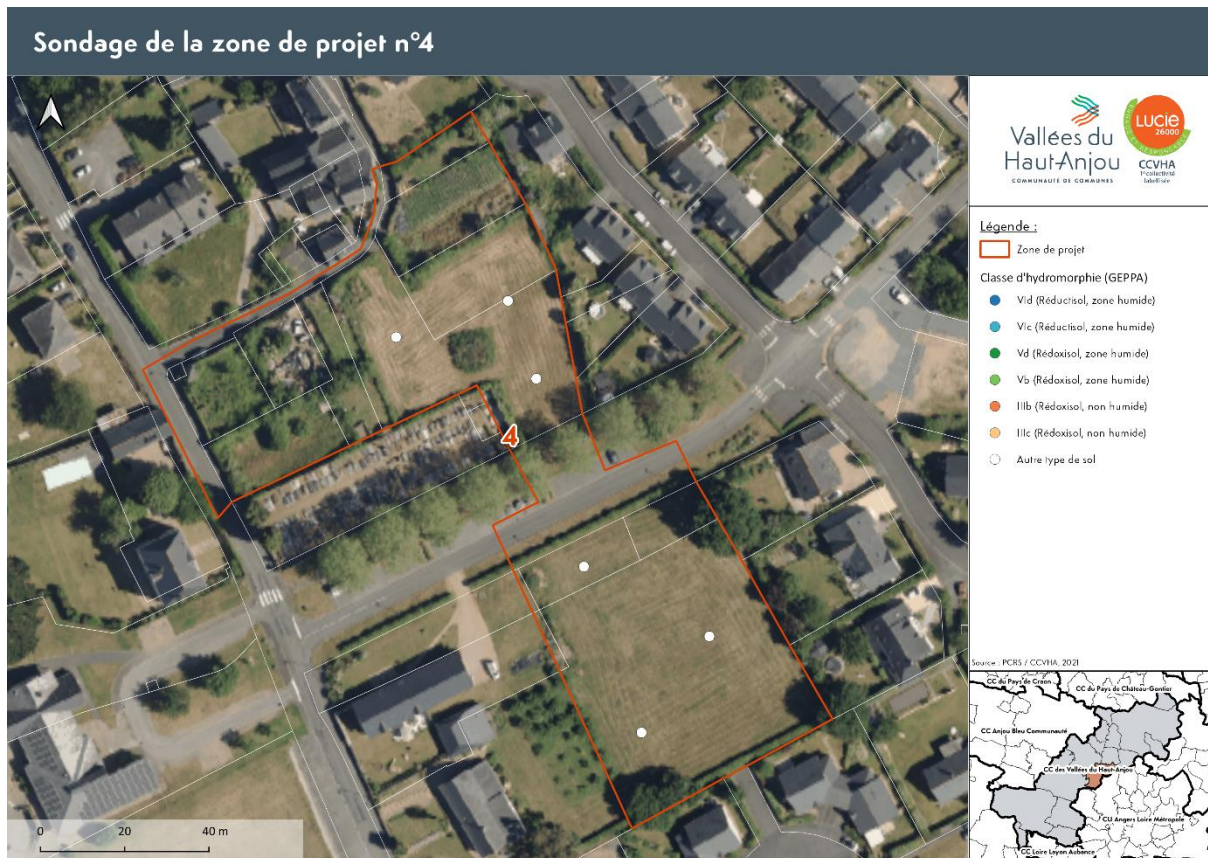 Sondage de la zone de projet n°4
Vallées du
Haut-Anjou
COMMUNAUTÉ DE COMMUNES
LUCIE
26000
CCVHA
1e collectivité
labellisée
Légende :
Zone de projet
Classe d'hydromorphie (GEPPA)
VId (Réductisol, zone humide)
VIc (Réductisol, zone humide)
Vd (Rédoxisol, zone humide)
Vb (Rédoxisol, zone humide)
IIIb (Rédoxisol, non humide)
IIIc (Rédoxisol, non humide)
Autre type de sol
4
Source : PCRS / CCVHA, 2021
CC du Pays de Craon
CC du Pays de Château-Gontier
CC Anjou Bleu Communauté
CC des Vallées du Haut-Anjou
CU Angers Loire Métropole
CC Loire Layon Aubance
0 20 40 m